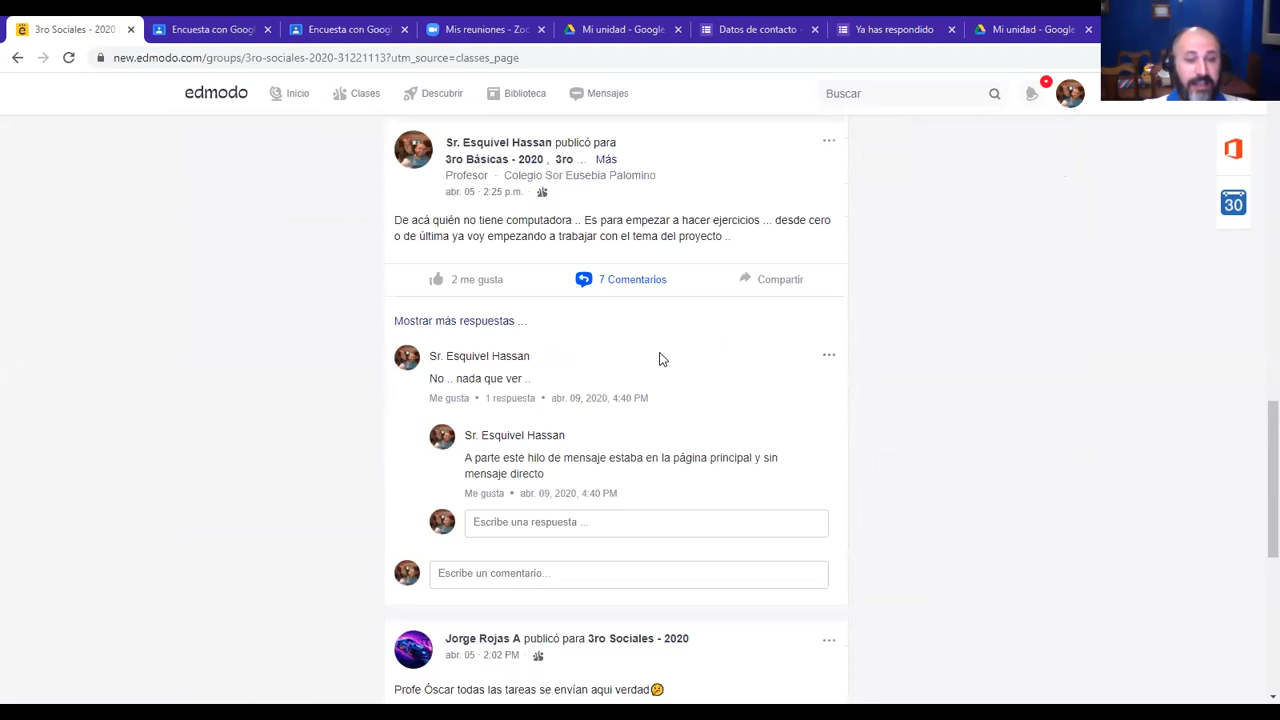 3ro Sociales - 2020
Encuesta con Googl
Encuesta con Googl
Mis reuniones - Zoo
Mi unidad - Google
Datos de contacto -
Ya has respondido
Mi unidad - Google
new.edmodo.com/groups/3ro-sociales-2020-31221113?utm_source=classes_page
edmodo
Inicio
Clases
Descubrir
Biblioteca
Mensajes
Buscar
Sr. Esquivel Hassan publicó para
3ro Básicas - 2020 , 3ro ... Más
Profesor · Colegio Sor Eusebia Palomino
abr. 05 · 2:25 p.m.
30
De acá quién no tiene computadora .. Es para empezar a hacer ejercicios ... desde cero
o de última ya voy empezando a trabajar con el tema del proyecto ..
2 me gusta
7 Comentarios
Compartir
Mostrar más respuestas ...
Sr. Esquivel Hassan
No .. nada que ver ..
Me gusta • 1 respuesta • abr. 09, 2020, 4:40 PM
Sr. Esquivel Hassan
A parte este hilo de mensaje estaba en la página principal y sin
mensaje directo
Me gusta • abr. 09, 2020, 4:40 PM
Escribe una respuesta ...
Escribe un comentario...
Jorge Rojas A publicó para 3ro Sociales - 2020
abr. 05 · 2:02 PM ·
Profe Óscar todas las tareas se envían aqui verdad🤔